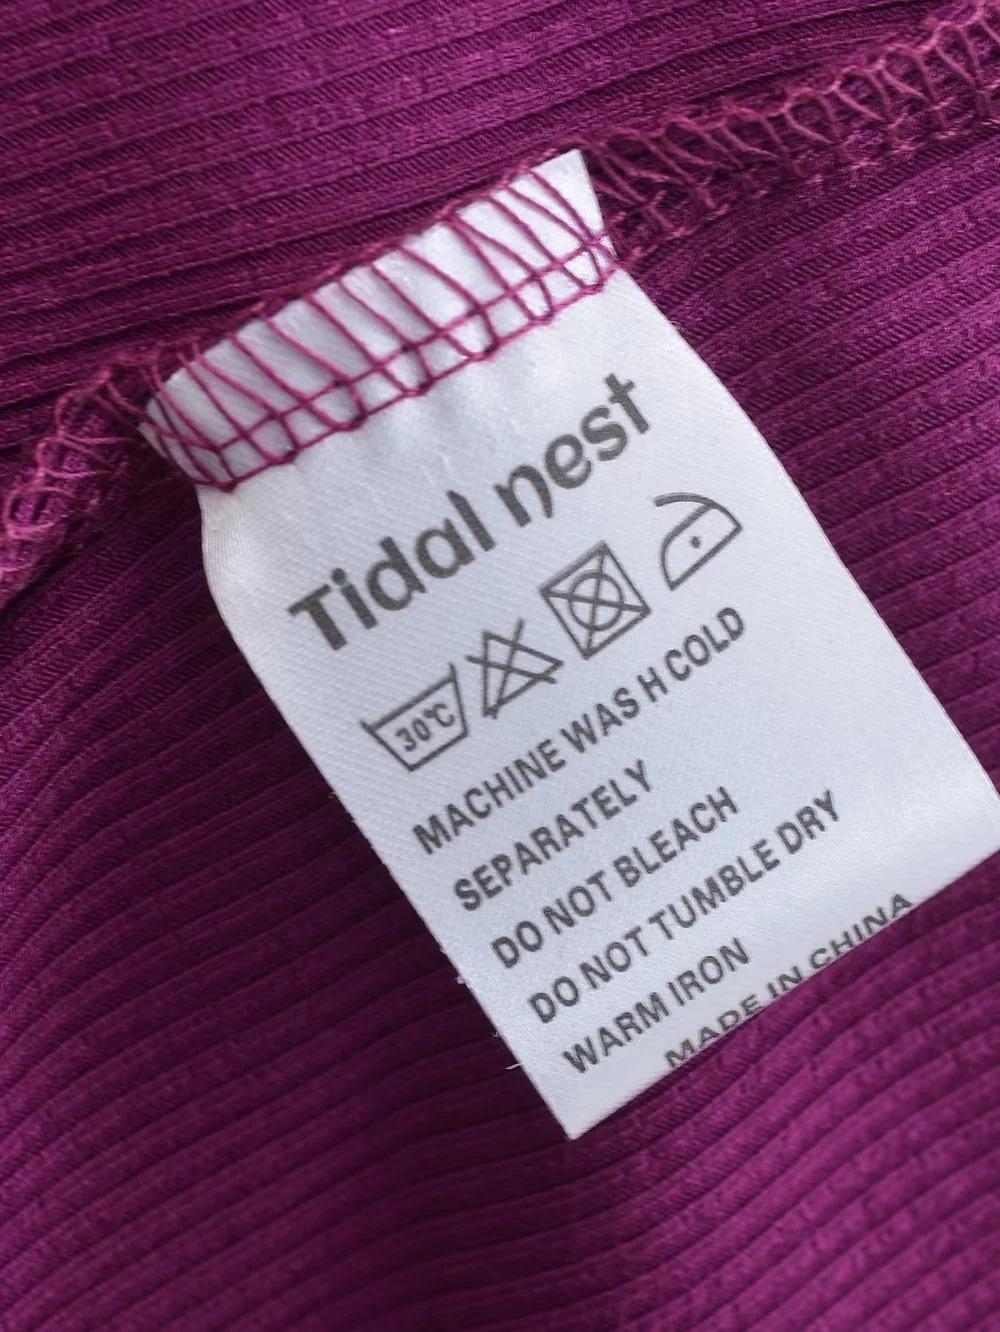 Tidal nest
30℃
MACHINE WAS H COLD
SEPARATELY
DO NOT BLEACH
DO NOT TUMBLE DRY
WARM IRON
MADE IN CHINA